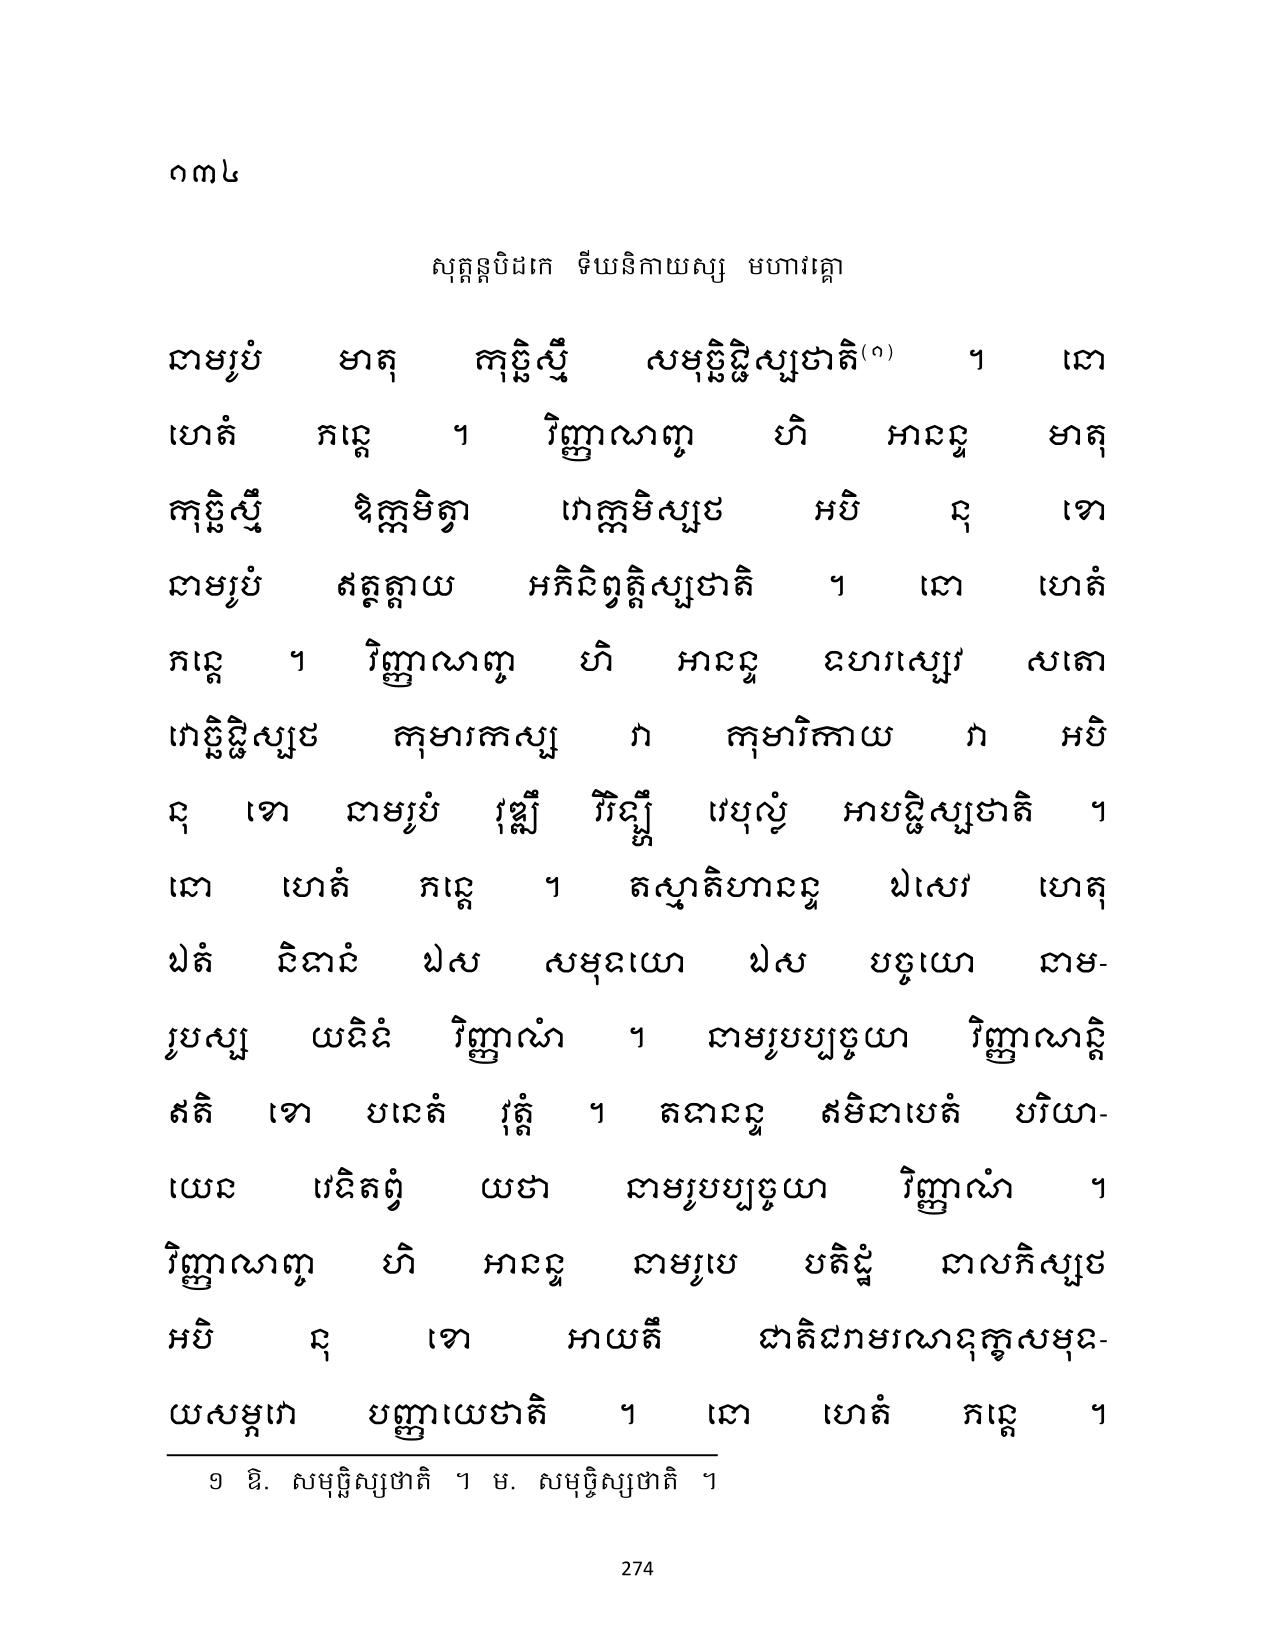 ១៣៤
សុត្តន្តបិដកេ ទីឃនិកាយស្ស មហាវគ្គោ
នាមរូបំ មាតុ កុច្ឆិស្មឹ សមុច្ឆិជ្ជិស្សថាតិ(១) ។ នោ
ហេតំ ភន្តេ ។ វិញ្ញាណញ្ច ហិ អានន្ទ មាតុ
កុច្ឆិស្មឹ ឱក្កមិត្វា វោក្កមិស្សថ អបិ នុ ខោ
នាមរូបំ ឥត្ថត្តាយ អភិនិព្វត្តិស្សថាតិ ។ នោ ហេតំ
ភន្តេ ។ វិញ្ញាណញ្ច ហិ អានន្ទ ទហរស្សេវ សតោ
វោច្ឆិជ្ជិស្សថ កុមារកស្ស វា កុមារិកាយ វា អបិ
នុ ខោ នាមរូបំ វុឌ្ឍឹ វិរិឡ្ហឹ វេបុល្លំ អាបជ្ជិស្សថាតិ ។
នោ ហេតំ ភន្តេ ។ តស្មាតិហានន្ទ ឯសេវ ហេតុ
ឯតំ និទានំ ឯស សមុទយោ ឯស បច្ចយោ នាម-
រូបស្ស យទិទំ វិញ្ញាណំ ។ នាមរូបប្បច្ចយា វិញ្ញាណន្តិ
ឥតិ ខោ បនេតំ វុត្តំ ។ តទានន្ទ ឥមិនាបេតំ បរិយា-
យេន វេទិតព្វំ យថា នាមរូបប្បច្ចយា វិញ្ញាណំ ។
វិញ្ញាណញ្ច ហិ អានន្ទ នាមរូបេ បតិដ្ឋំ នាលភិស្សថ
អបិ នុ ខោ អាយតឹ ជាតិជរាមរណទុក្ខសមុទ-
យសម្ភវោ បញ្ញាយេថាតិ ។ នោ ហេតំ ភន្តេ ។
១ ឱ. សមុច្ឆិស្សថាតិ ។ ម. សមុច្ចិស្សថាតិ ។
274